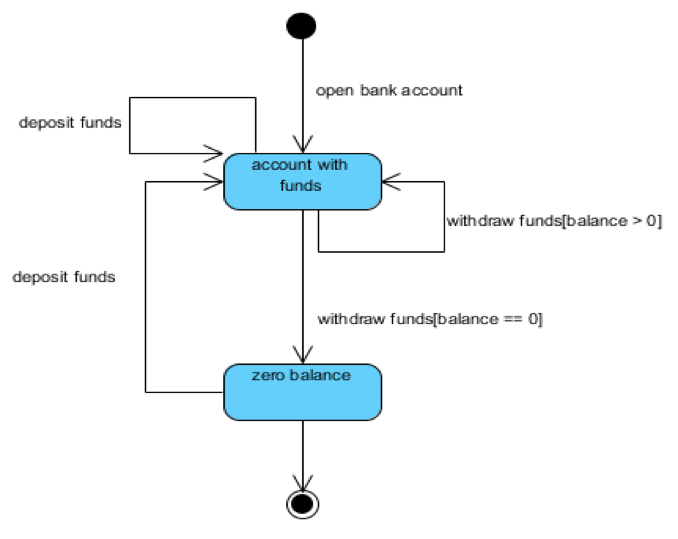 open bank account
deposit funds
account with
funds
withdraw funds[balance > 0]
deposit funds
withdraw funds[balance == 0]
zero balance